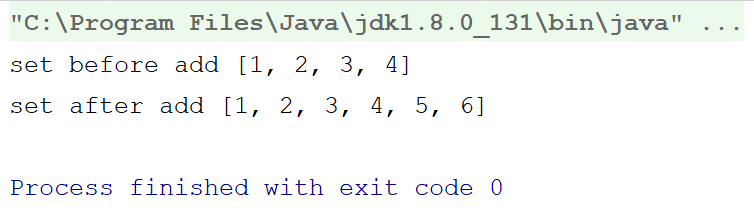 "C:\Program Files\Java\jdk1.8.0_131\bin\java" ...
set before add [1, 2, 3, 4]
set after add [1, 2, 3, 4, 5, 6]
Process finished with exit code 0